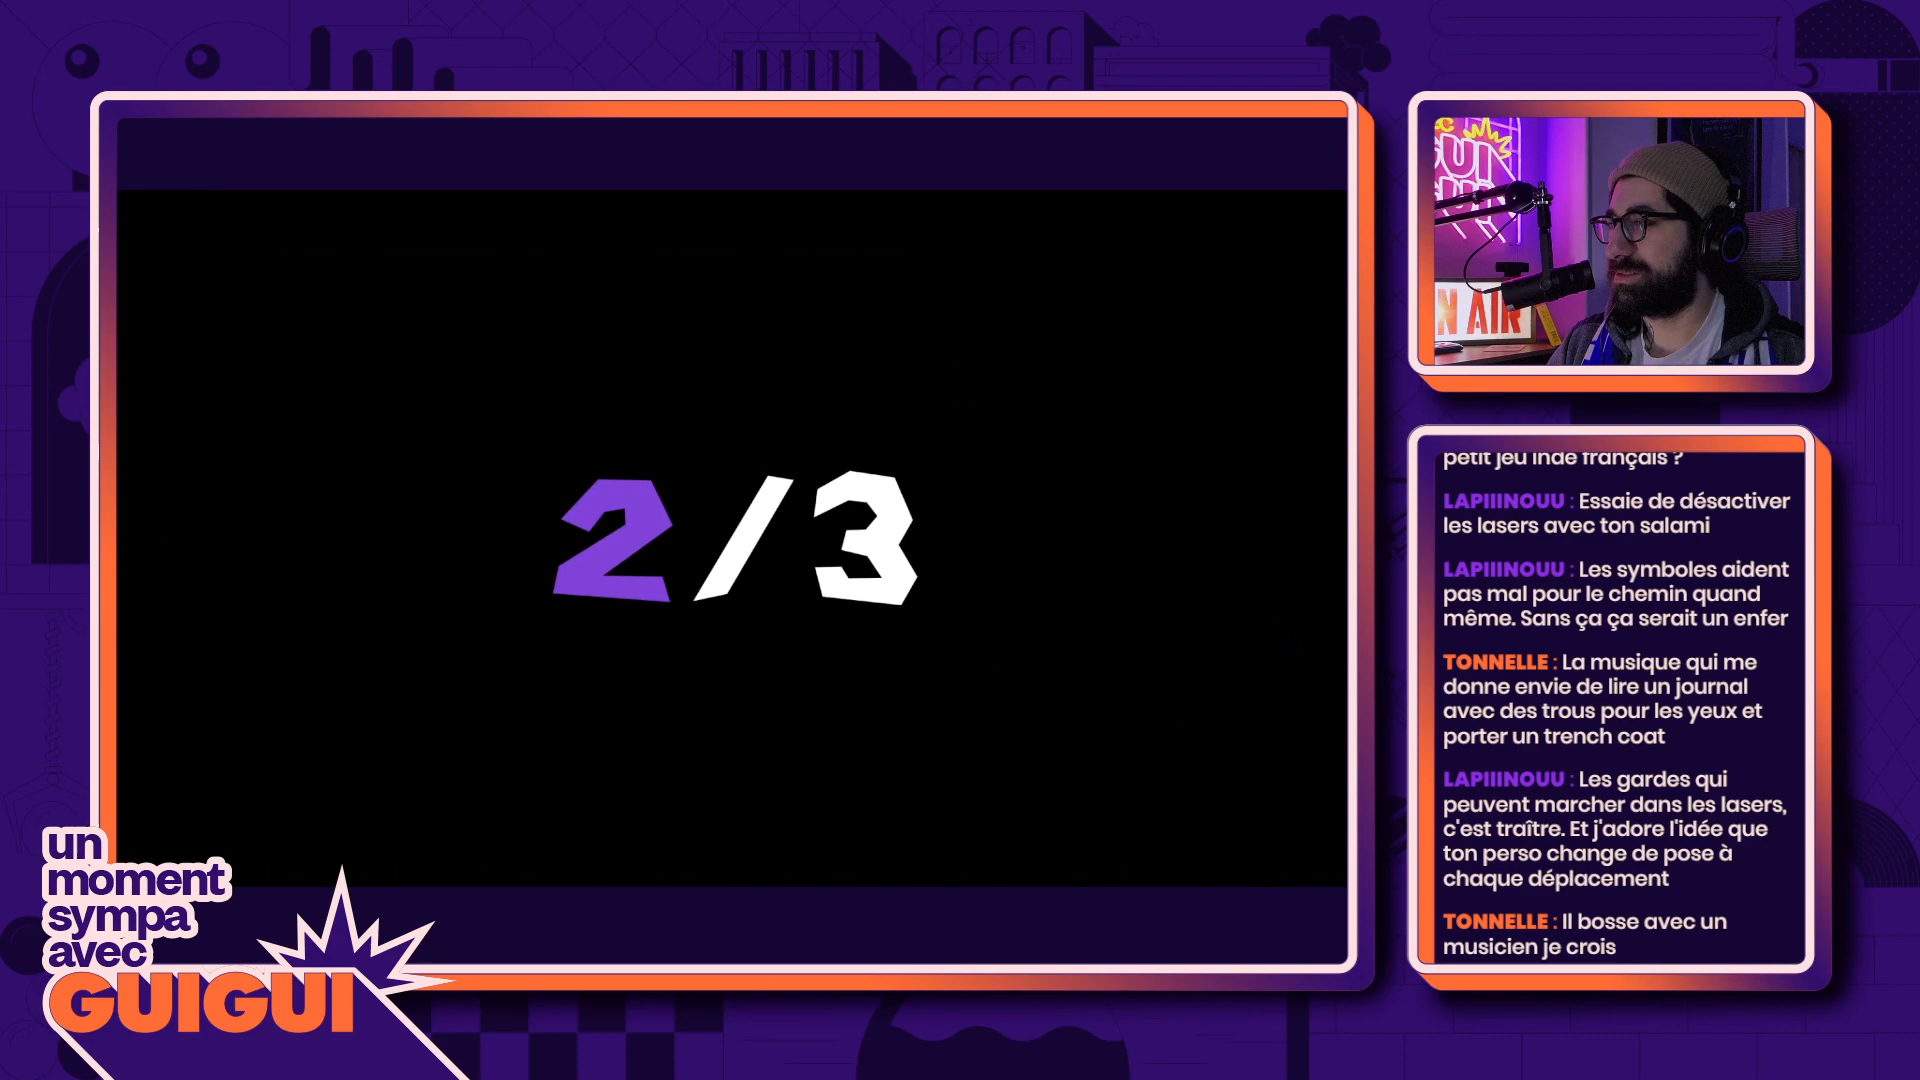 2/3
GUI
GUI
N AIR
petit jeu indé français ?
LAPIIINOUU : Essaie de désactiver
les lasers avec ton salami
LAPIIINOUU : Les symboles aident
pas mal pour le chemin quand
même. Sans ça ça serait un enfer
TONNELLE : La musique qui me
donne envie de lire un journal
avec des trous pour les yeux et
porter un trench coat
LAPIIINOUU : Les gardes qui
peuvent marcher dans les lasers,
c'est traître. Et j'adore l'idée que
ton perso change de pose à
chaque déplacement
TONNELLE : Il bosse avec un
musicien je crois
un
moment
sympa
avec
GUIGUI